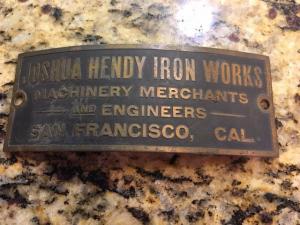 JOSHUA HENDY IRON WORKS
MACHINERY MERCHANTS
— AND ENGINEERS —
SAN FRANCISCO, CAL.